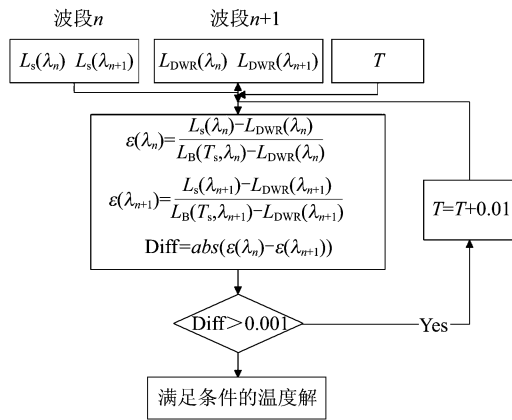 波段n 波段n+1
Ls(λn) Ls(λn+1) LDWR(λn) LDWR(λn+1) T
ε(λn)=Ls(λn)−LDWR(λn)/LB(Ts,λn)−LDWR(λn)
ε(λn+1)=Ls(λn+1)−LDWR(λn+1)/LB(Ts,λn+1)−LDWR(λn+1)
Diff=abs(ε(λn)−ε(λn+1))
T=T+0.01
Diff>0.001
Yes
满足条件的温度解